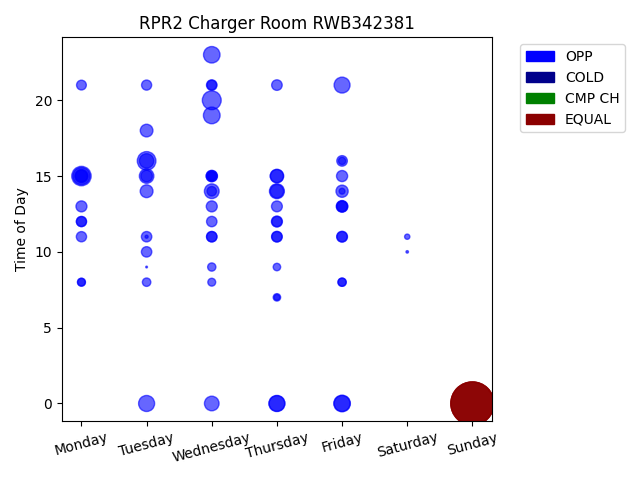 RPR2 Charger Room RWB342381
OPP
COLD
CMP CH
EQUAL
Time of Day
20
15
10
5
0
Monday
Tuesday
Wednesday
Thursday
Friday
Saturday
Sunday